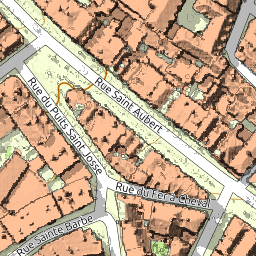 Rue Saint Aubert
Rue du Puits Saint Josse
Rue du Fer à Cheval
Rue Sainte Barbe